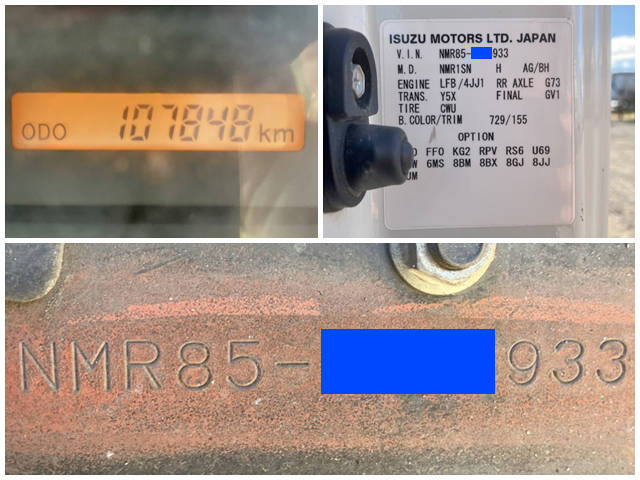 ODO 107848 km
ISUZU MOTORS LTD. JAPAN
V.I.N. NMR85- 933
M.D. NMR1SN H AG/BH
ENGINE LFB/4JJ1 RR AXLE G73
TRANS. Y5X FINAL GV1
TIRE CWU
B.COLOR/TRIM 729/155
OPTION
FFO KG2 RPV RS6 U69
6MS 8BM 8BX 8GJ 8JJ
NMR85- 933